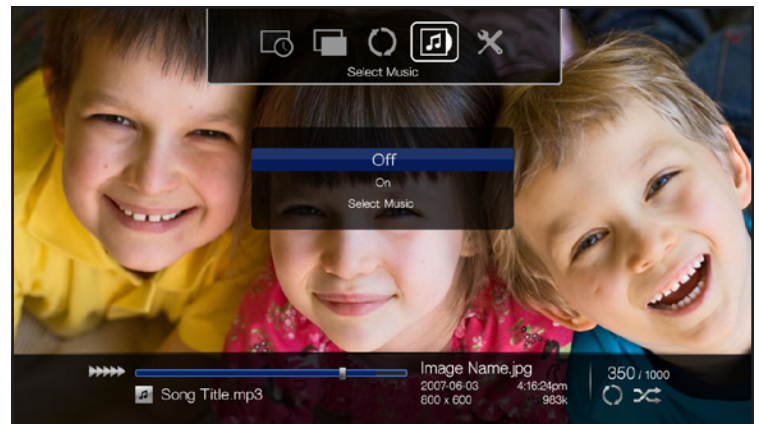 Select Music
Off
On
Select Music
Image Name.jpg
2007-06-03 4:16:24pm
800 x 600 983k
Song Title.mp3
350 / 1000